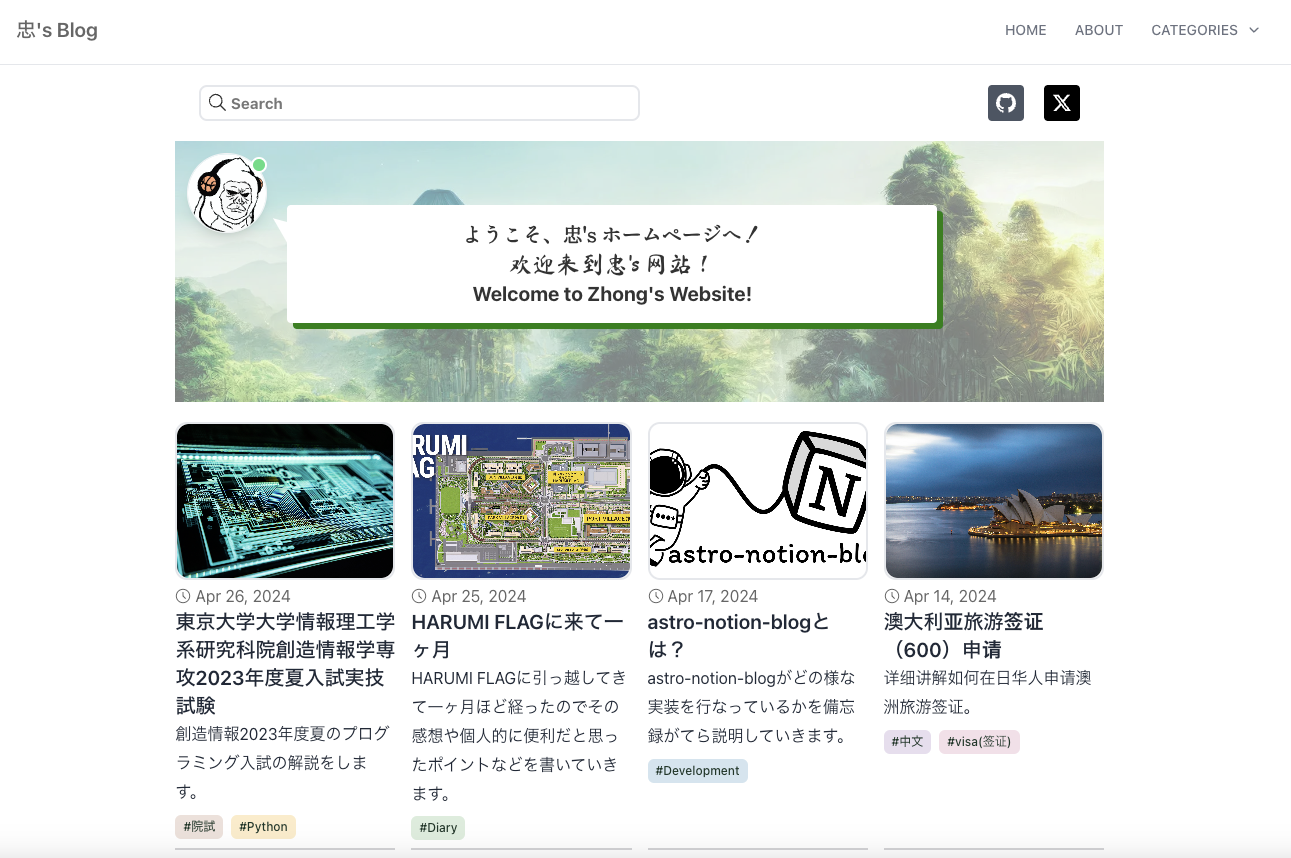 忠's Blog
HOME
ABOUT
CATEGORIES
Search
ようこそ、忠's ホームページへ！
欢迎来到忠's 网站！
Welcome to Zhong's Website!
RUMI
AG
PORT VILLAGE
N
astro-notion-blo
Apr 26, 2024
東京大学大学情報理工学
系研究科院創造情報学専
攻2023年度夏入試実技
試験
創造情報2023年度夏のプログ
ラミング入試の解説をしま
す。
#院試
#Python
Apr 25, 2024
HARUMI FLAGに来て一
ヶ月
HARUMI FLAGに引っ越してき
て一ヶ月ほど経ったのでその
感想や個人的に便利だと思っ
たポイントなどを書いていき
ます。
#Diary
Apr 17, 2024
astro-notion-blogと
は？
astro-notion-blogがどの様な
実装を行なっているかを備忘
録がてら説明していきます。
#Development
Apr 14, 2024
澳大利亚旅游签证
（600）申请
详细讲解如何在日华人申请澳
洲旅游签证。
#中文
#visa(签证)